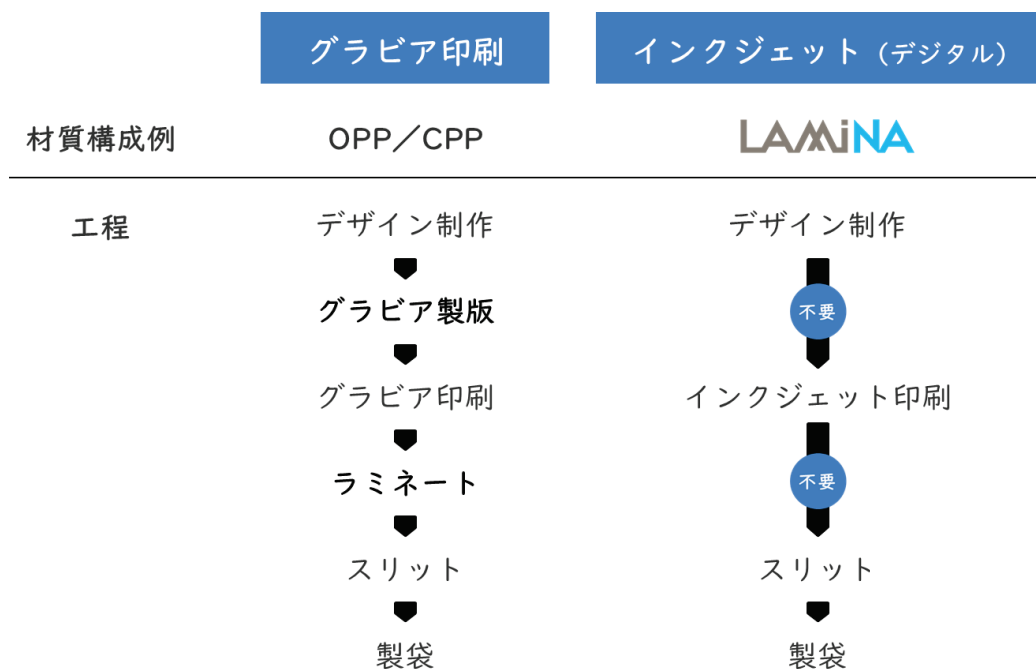 グラビア印刷 インクジェット（デジタル）
材質構成例 OPP／CPP LAMiNA
工程 デザイン制作 デザイン制作
グラビア製版 不要
グラビア印刷 インクジェット印刷
ラミネート 不要
スリット スリット
製袋 製袋